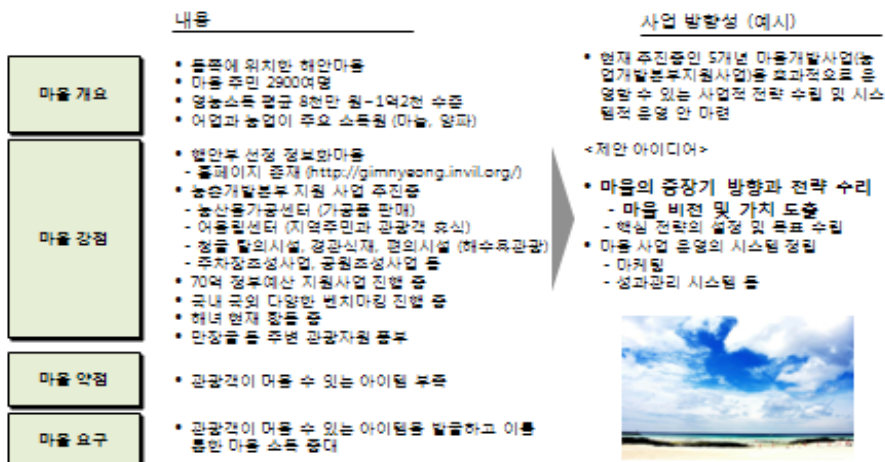 내용
사업 방향성 (예시)
마을 개요
• 동쪽에 위치한 해안마을
• 마을 주민 2900여명
• 영농소득 평균 8천만 원-1억2천 수준
• 어업과 농업이 주요 소득원 (마늘, 양파)
마을 강점
• 행안부 선정 정보화마을
- 홈페이지 존재 (http://gimnyeong.invil.org/)
• 농촌개발본부 지원 사업 추진중
- 농산물가공센터 (가공품 판매)
- 어울림센터 (지역주민과 관광객 휴식)
- 청굴 탈의시설, 경관식재, 편의시설 (해수욕관광)
- 주차장조성사업, 공원조성사업 등
• 70억 정부예산 지원사업 진행 중
• 국내 국외 다양한 벤치마킹 진행 중
• 해녀 현재 활동 중
• 만장굴 등 주변 관광자원 풍부
마을 약점
• 관광객이 머물 수 있는 아이템 부족
마을 요구
• 관광객이 머물 수 있는 아이템을 발굴하고 이를
통한 마을 소득 증대
• 현재 추진중인 5개년 마을개발사업(농
업개발본부지원사업)을 효과적으로 운
영할 수 있는 사업적 전략 수립 및 시스
템적 운영 안 마련
<제안 아이디어>
• 마을의 중장기 방향과 전략 수리
- 마을 비전 및 가치 도출
- 핵심 전략의 설정 및 목표 수립
• 마을 사업 운영의 시스템 정립
- 마케팅
- 성과관리 시스템 등